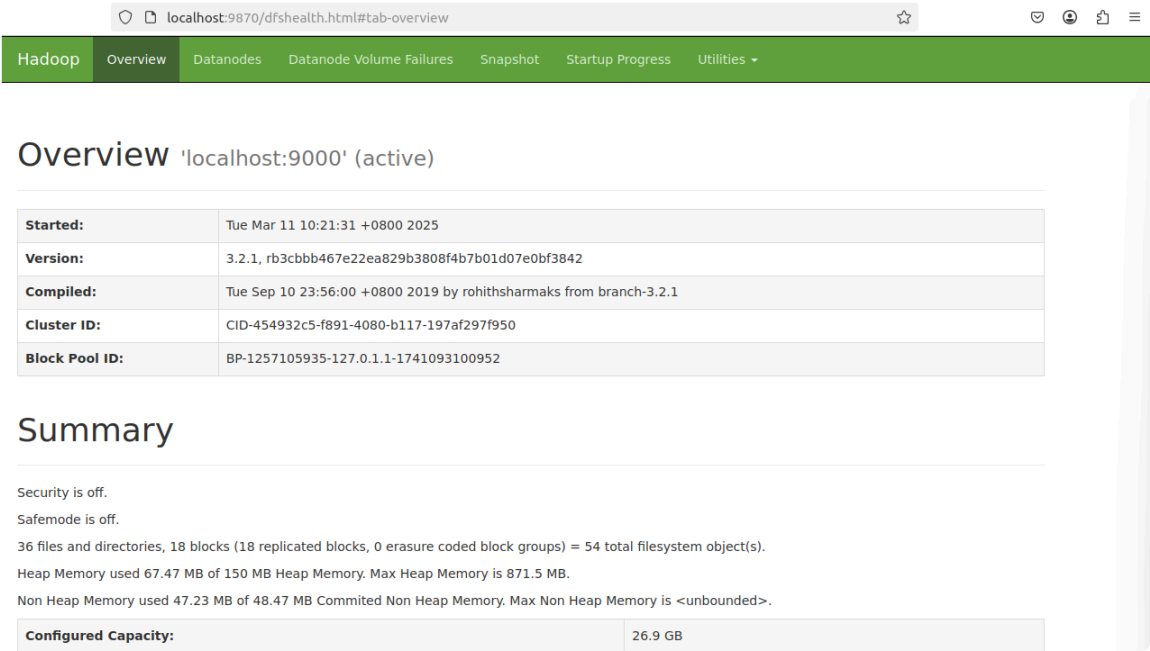 localhost:9870/dfshealth.html#tab-overview
Hadoop Overview Datanodes Datanode Volume Failures Snapshot Startup Progress Utilities
Overview 'localhost:9000' (active)
Started: Tue Mar 11 10:21:31 +0800 2025
Version: 3.2.1, rb3cbbb467e22ea829b3808f4b7b01d07e0bf3842
Compiled: Tue Sep 10 23:56:00 +0800 2019 by rohithsharmaks from branch-3.2.1
Cluster ID: CID-454932c5-f891-4080-b117-197af297f950
Block Pool ID: BP-1257105935-127.0.1.1-1741093100952
Summary
Security is off.
Safemode is off.
36 files and directories, 18 blocks (18 replicated blocks, 0 erasure coded block groups) = 54 total filesystem object(s).
Heap Memory used 67.47 MB of 150 MB Heap Memory. Max Heap Memory is 871.5 MB.
Non Heap Memory used 47.23 MB of 48.47 MB Commited Non Heap Memory. Max Non Heap Memory is <unbounded>.
Configured Capacity: 26.9 GB